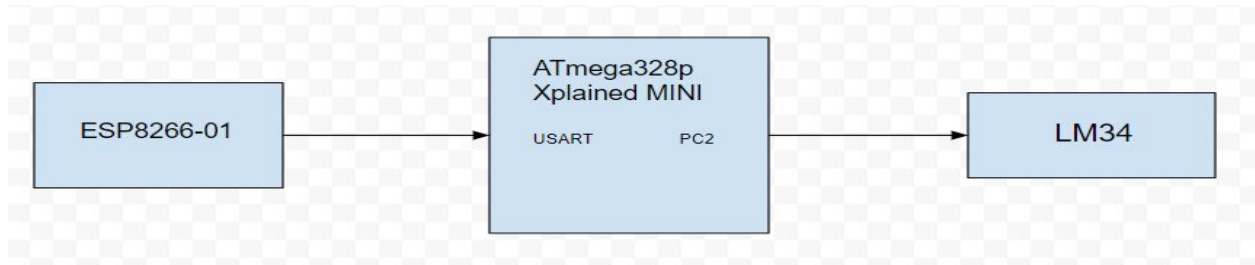 ESP8266-01
ATmega328p
Xplained MINI
USART PC2
LM34